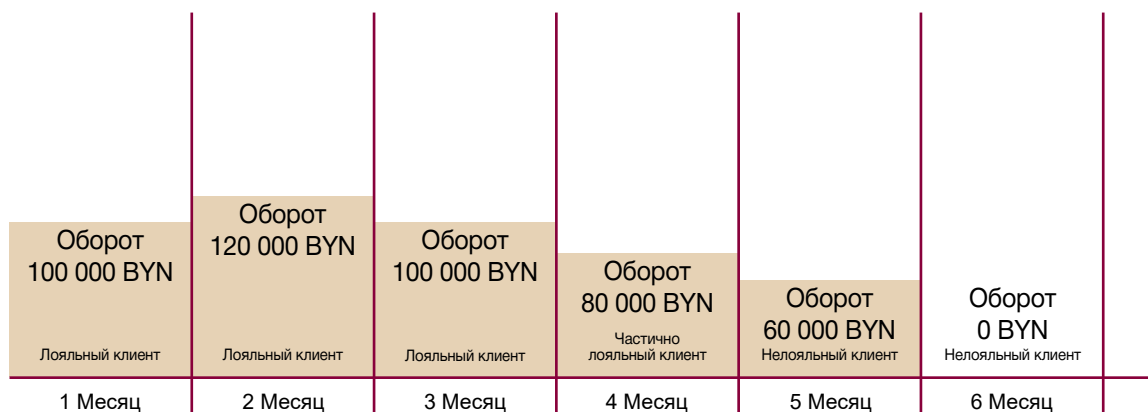 Оборот
100 000 BYN
Лояльный клиент
1 Месяц
Оборот
120 000 BYN
Лояльный клиент
2 Месяц
Оборот
100 000 BYN
Лояльный клиент
3 Месяц
Оборот
80 000 BYN
Частично
лояльный клиент
4 Месяц
Оборот
60 000 BYN
Нелояльный клиент
5 Месяц
Оборот
0 BYN
Нелояльный клиент
6 Месяц